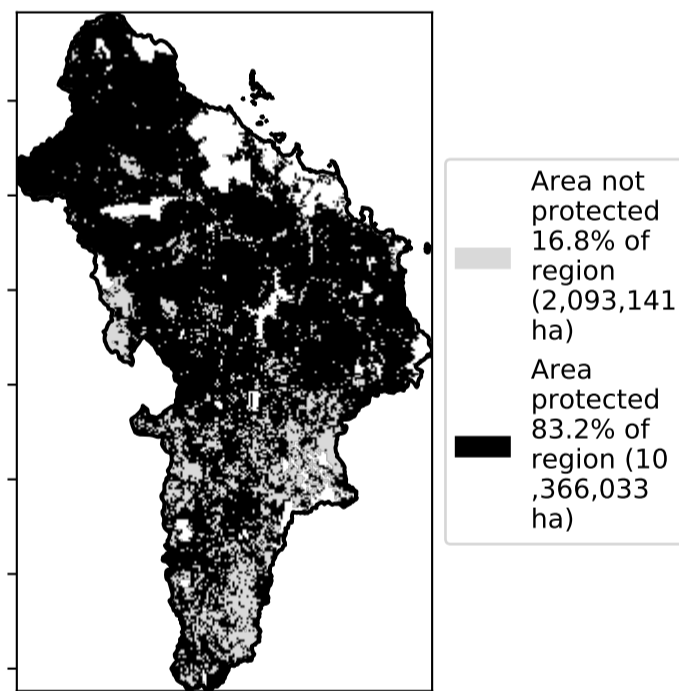 Area not
protected
16.8% of
region
(2,093,141
ha)
Area
protected
83.2% of
region (10
,366,033
ha)